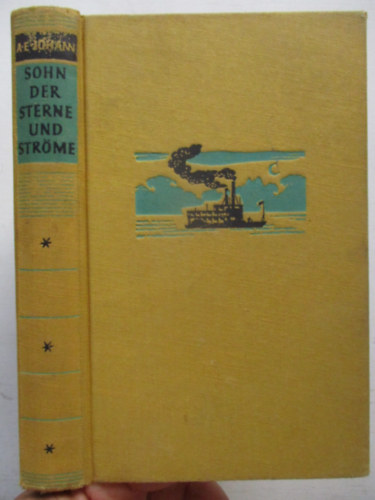 A·E·JOHANN
SOHN
DER
STERNE
UND
STRÖME